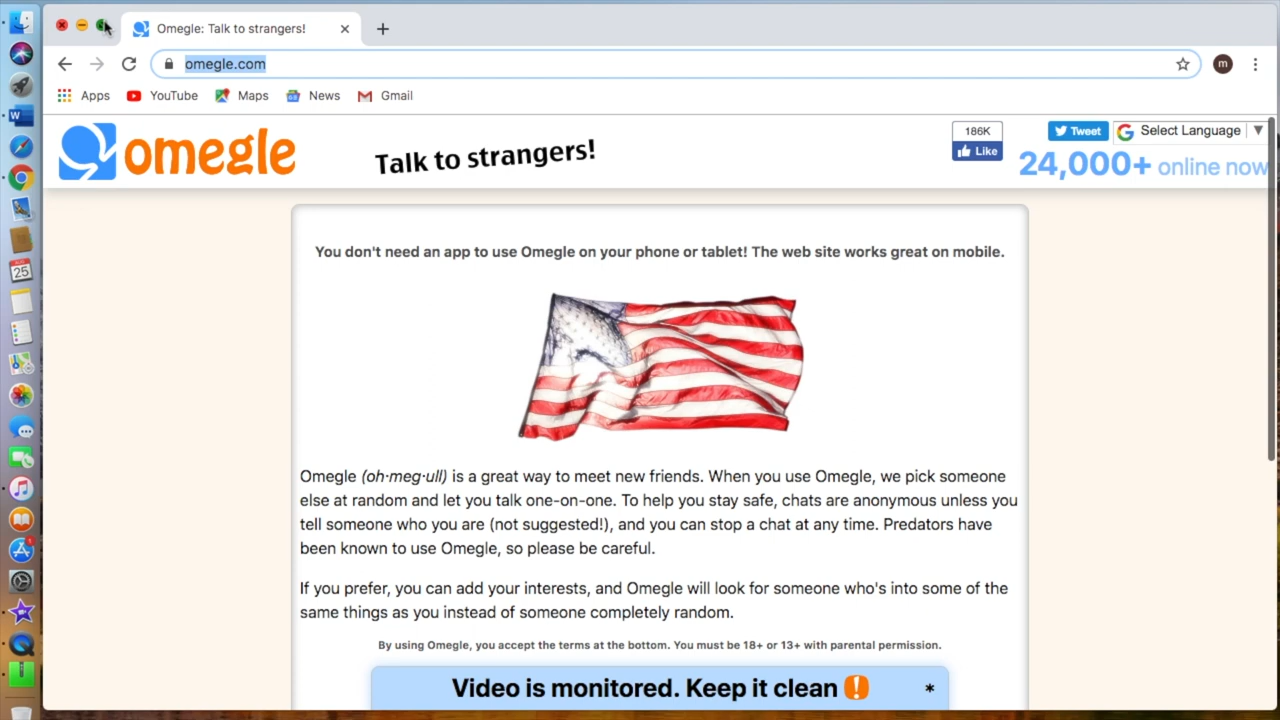 Omegle: Talk to strangers!
omegle.com
m
Apps
YouTube
Maps
News
Gmail
W
25
omegle
Talk to strangers!
186K
Like
Tweet
G Select Language ▼
24,000+ online now
You don't need an app to use Omegle on your phone or tablet! The web site works great on mobile.
Omegle (oh·meg·ull) is a great way to meet new friends. When you use Omegle, we pick someone
else at random and let you talk one-on-one. To help you stay safe, chats are anonymous unless you
tell someone who you are (not suggested!), and you can stop a chat at any time. Predators have
been known to use Omegle, so please be careful.
If you prefer, you can add your interests, and Omegle will look for someone who's into some of the
same things as you instead of someone completely random.
By using Omegle, you accept the terms at the bottom. You must be 18+ or 13+ with parental permission.
Video is monitored. Keep it clean ! *